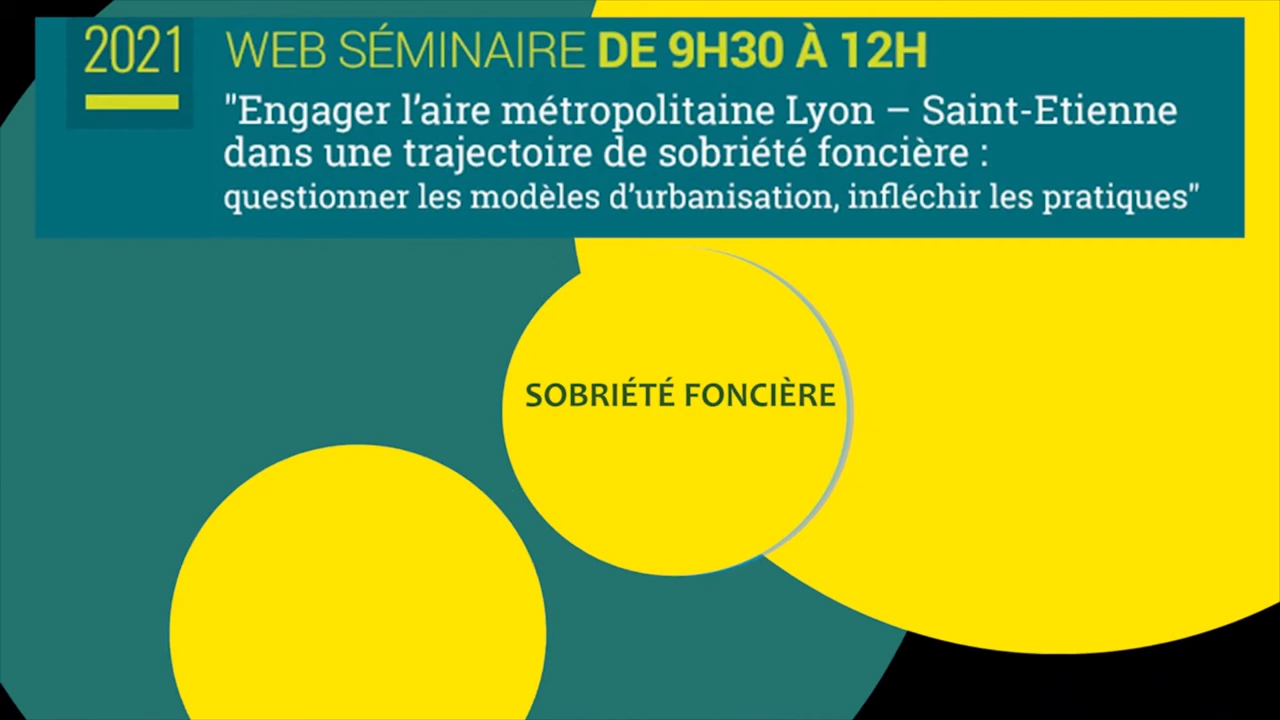 2021
WEB SÉMINAIRE DE 9H30 À 12H
"Engager l'aire métropolitaine Lyon – Saint-Etienne
dans une trajectoire de sobriété foncière :
questionner les modèles d'urbanisation, infléchir les pratiques"
SOBRIÉTÉ FONCIÈRE